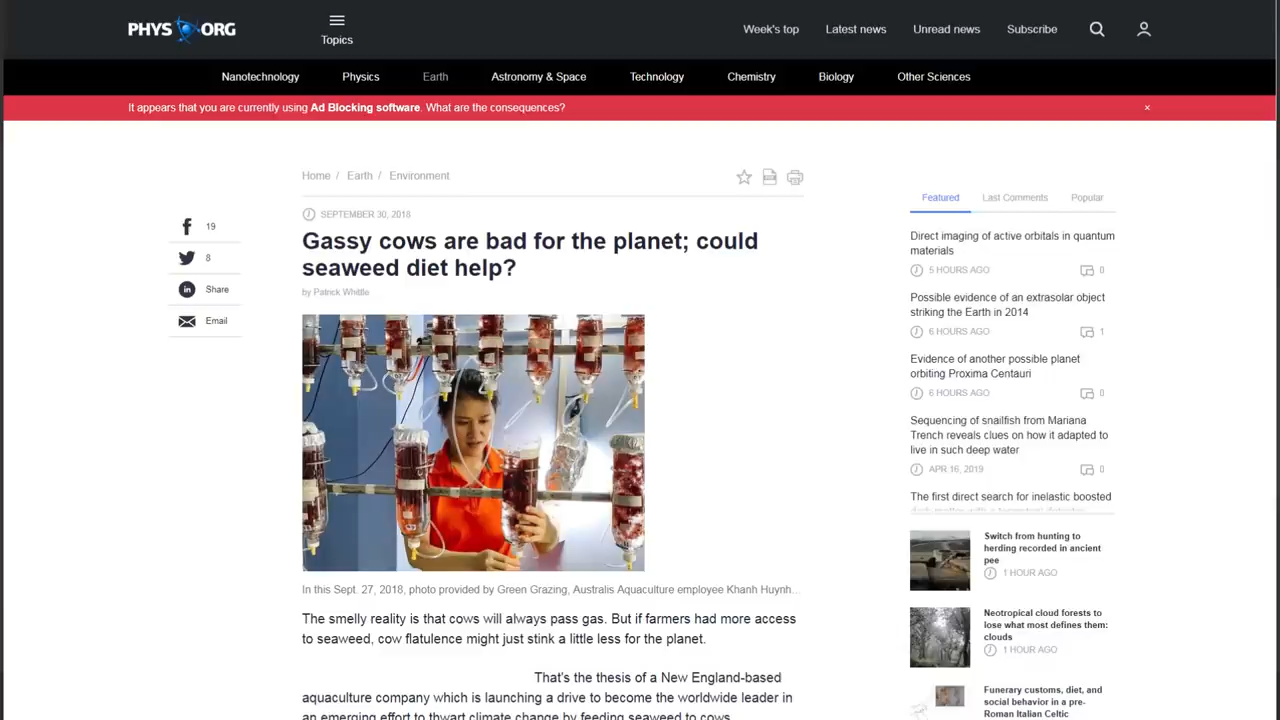 PHYS ORG
Topics
Week's top
Latest news
Unread news
Subscribe
Nanotechnology
Physics
Earth
Astronomy & Space
Technology
Chemistry
Biology
Other Sciences
It appears that you are currently using Ad Blocking software. What are the consequences?
×
Home / Earth / Environment
19
8
Share
Email
SEPTEMBER 30, 2018
Gassy cows are bad for the planet; could
seaweed diet help?
by Patrick Whittle
In this Sept. 27, 2018, photo provided by Green Grazing, Australis Aquaculture employee Khanh Huynh...
The smelly reality is that cows will always pass gas. But if farmers had more access
to seaweed, cow flatulence might just stink a little less for the planet.
That's the thesis of a New England-based
aquaculture company which is launching a drive to become the worldwide leader in
an emerging effort to thwart climate change by feeding seaweed to cows.
Featured
Last Comments
Popular
Direct imaging of active orbitals in quantum
materials
5 HOURS AGO
0
Possible evidence of an extrasolar object
striking the Earth in 2014
6 HOURS AGO
1
Evidence of another possible planet
orbiting Proxima Centauri
6 HOURS AGO
0
Sequencing of snailfish from Mariana
Trench reveals clues on how it adapted to
live in such deep water
APR 16, 2019
0
The first direct search for inelastic boosted
Switch from hunting to
herding recorded in ancient
pee
1 HOUR AGO
Neotropical cloud forests to
lose what most defines them:
clouds
1 HOUR AGO
Funerary customs, diet, and
social behavior in a pre-
Roman Italian Celtic